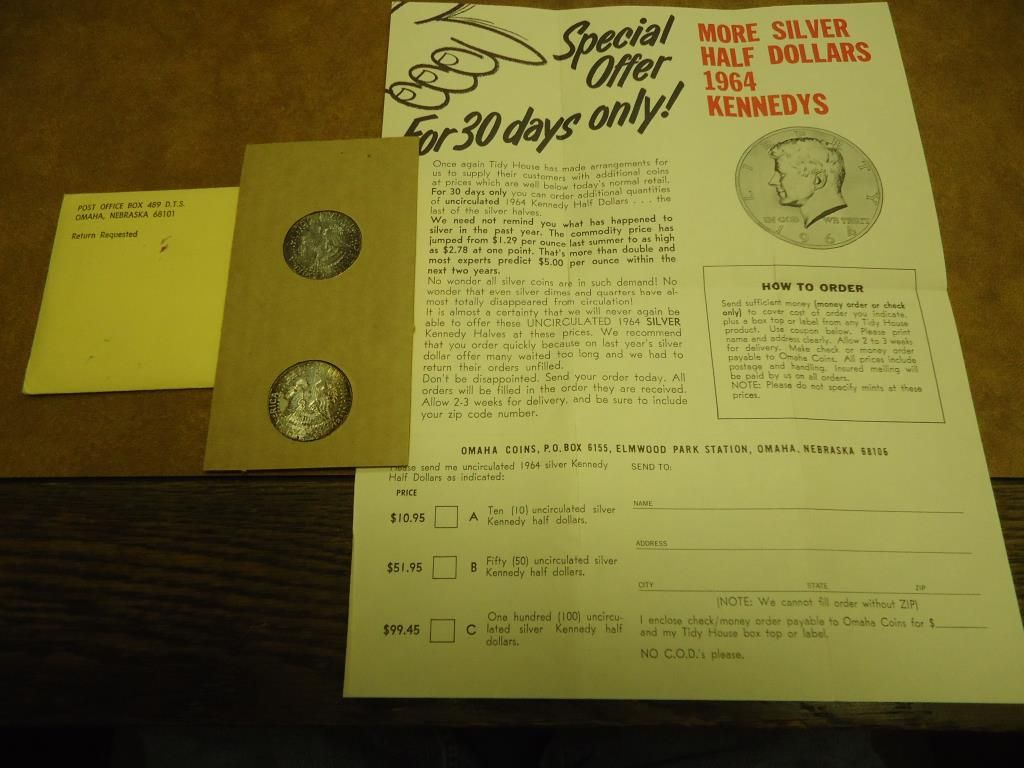 POST OFFICE BOX 489 D.T.S.
OMAHA, NEBRASKA 68101
Return Requested
Special
Offer
For 30 days only!
MORE SILVER
HALF DOLLARS
1964
KENNEDYS
LIBERTY
IN GOD WE TRUST
1964
Once again Tidy House has made arrangements for
us to supply their customers with additional coins
at prices which are well below today's normal retail.
For 30 days only you can order additional quantities
of uncirculated 1964 Kennedy Half Dollars . . . the
last of the silver halves.
We need not remind you what has happened to
silver in the past year. The commodity price has
jumped from $1.29 per ounce last summer to as high
as $2.78 at one point. That's more than double and
most experts predict $5.00 per ounce within the
next two years.
No wonder all silver coins are in such demand! No
wonder that even silver dimes and quarters have al-
most totally disappeared from circulation!
It is almost a certainty that we will never again be
able to offer these UNCIRCULATED 1964 SILVER
Kennedy Halves at these prices. We recommend
that you order quickly because on last year's silver
dollar offer many waited too long and we had to
return their orders unfilled.
Don't be disappointed. Send your order today. All
orders will be filled in the order they are received.
Allow 2-3 weeks for delivery, and be sure to include
your zip code number.
HOW TO ORDER
Send sufficient money (money order or check
only) to cover cost of order you indicate,
plus a box top or label from any Tidy House
product. Use coupon below. Please print
name and address clearly. Allow 2 to 3 weeks
for delivery. Make check or money order
payable to Omaha Coins. All prices include
postage and handling. Insured mailing will
be paid by us on all orders.
NOTE: Please do not specify mints at these
prices.
OMAHA COINS, P.O. BOX 6155, ELMWOOD PARK STATION, OMAHA, NEBRASKA 68106
Please send me uncirculated 1964 silver Kennedy
Half Dollars as indicated:
PRICE
$10.95 A Ten (10) uncirculated silver
Kennedy half dollars.
$51.95 B Fifty (50) uncirculated silver
Kennedy half dollars.
$99.45 C One hundred (100) uncircu-
lated silver Kennedy half
dollars.
SEND TO:
NAME
ADDRESS
CITY STATE ZIP
(NOTE: We cannot fill order without ZIP)
I enclose check/money order payable to Omaha Coins for $
and my Tidy House box top or label.
NO C.O.D.'s please.